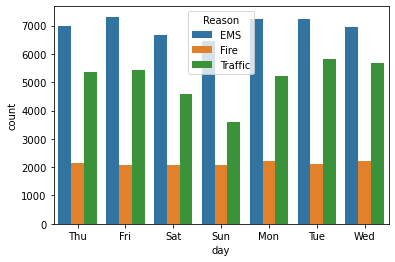 Reason
EMS
Fire
Traffic
7000
6000
5000
4000
3000
2000
1000
0
count
Thu Fri Sat Sun Mon Tue Wed
day